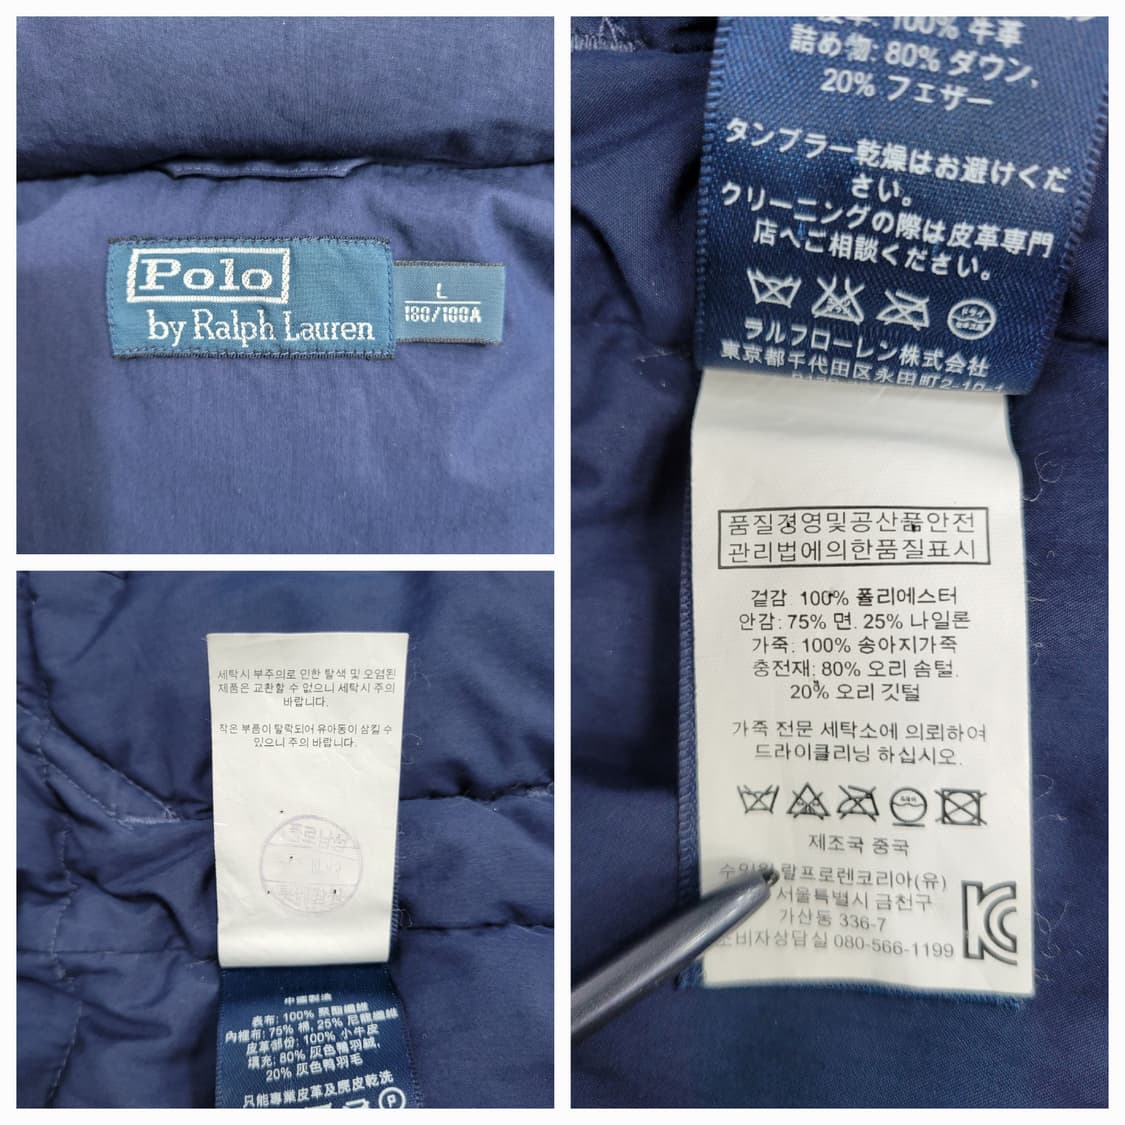 Polo
by Ralph Lauren
L
180/100A
100% 牛革
詰め物: 80% ダウン,
20% フェザー
タンブラー乾燥はお避けくだ
さい。
クリーニングの際は皮革専門
店へご相談ください。
ドライ
ラルフローレン株式会社
東京都千代田区永田町2-10-1
품질경영및공산품안전
관리법에의한품질표시
겉감: 100% 폴리에스터
안감: 75% 면. 25% 나일론
가죽: 100% 송아지가죽
충전재: 80% 오리 솜털.
20% 오리 깃털
가죽 전문 세탁소에 의뢰하여
드라이클리닝 하십시오.
제조국 중국
랄프로렌코리아(유)
서울특별시 금천구
가산동 336-7
소비자상담실 080-566-1199
세탁시 부주의로 인한 탈색 및 오염된
제품은 교환할 수 없으니 세탁시 주의
바랍니다.
작은 부품이 탈락되어 유아동이 삼킬 수
있으니 주의 바랍니다.
中國製造
表布: 100% 聚酯纖維
內裡布: 75% 棉, 25% 尼龍纖維
皮革部份: 100% 小牛皮
填充: 80% 灰色鴨羽絨,
20% 灰色鴨羽毛
只能專業皮革及麂皮乾洗
P